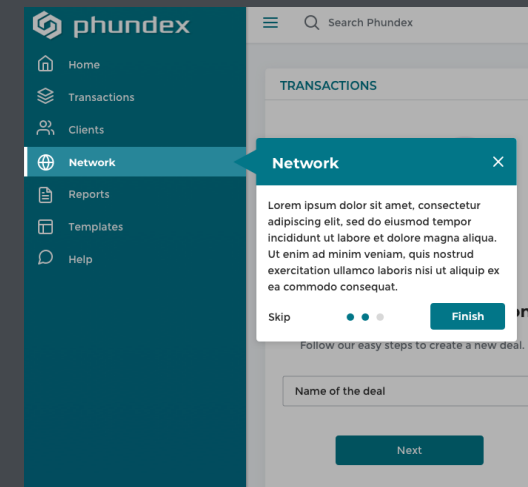 phundex
Search Phundex
Home
Transactions
Clients
Network
Reports
Templates
Help
TRANSACTIONS
Network
Lorem ipsum dolor sit amet, consectetur
adipiscing elit, sed do eiusmod tempor
incididunt ut labore et dolore magna aliqua.
Ut enim ad minim veniam, quis nostrud
exercitation ullamco laboris nisi ut aliquip ex
ea commodo consequat.
Skip
Finish
Follow our easy steps to create a new deal.
Name of the deal
Next